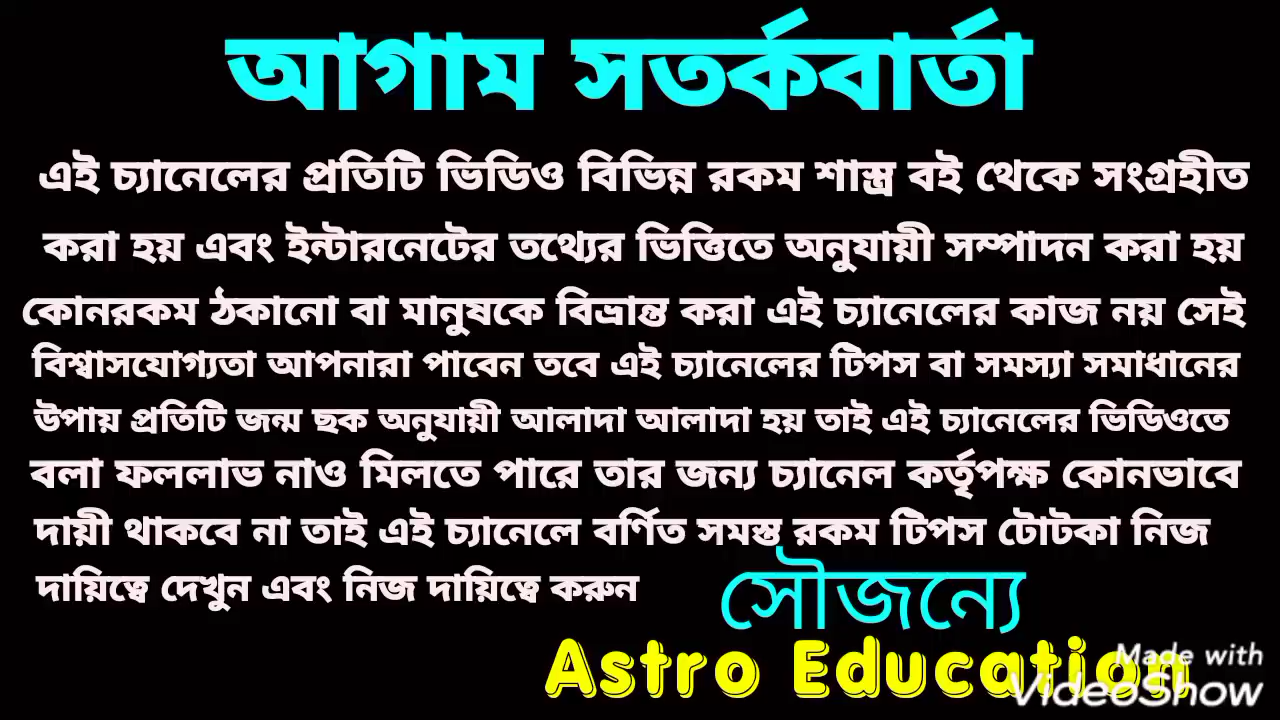 আগাম সতর্কবার্তা
এই চ্যানেলের প্রতিটি ভিডিও বিভিন্ন রকম শাস্ত্র বই থেকে সংগ্রহীত
করা হয় এবং ইন্টারনেটের তথ্যের ভিত্তিতে অনুযায়ী সম্পাদন করা হয়
কোনরকম ঠকানো বা মানুষকে বিভ্রান্ত করা এই চ্যানেলের কাজ নয় সেই
বিশ্বাসযোগ্যতা আপনারা পাবেন তবে এই চ্যানেলের টিপস বা সমস্যা সমাধানের
উপায় প্রতিটি জন্ম ছক অনুযায়ী আলাদা আলাদা হয় তাই এই চ্যানেলের ভিডিওতে
বলা ফললাভ নাও মিলতে পারে তার জন্য চ্যানেল কর্তৃপক্ষ কোনভাবে
দায়ী থাকবে না তাই এই চ্যানেলে বর্ণিত সমস্ত রকম টিপস টোটকা নিজ
দায়িত্বে দেখুন এবং নিজ দায়িত্বে করুন
সৌজন্যে
Astro Education
Made with
VideoShow